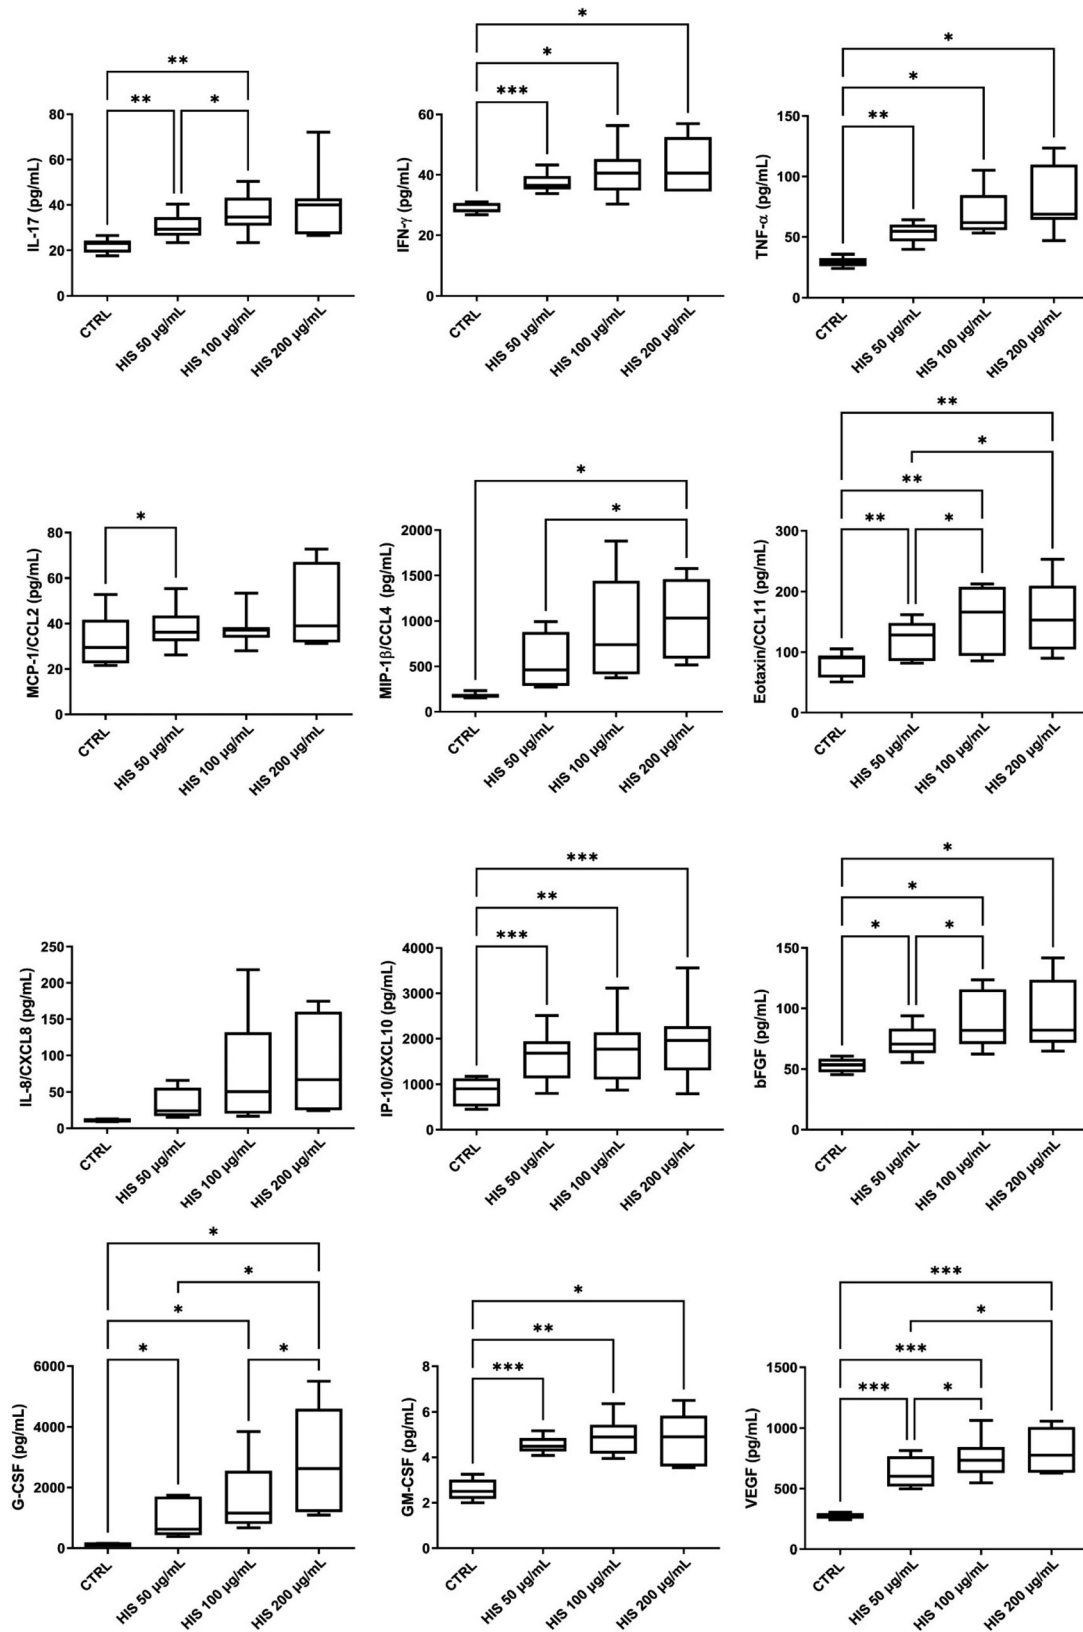 ** 
** *
IL-17 (pg/mL)
80
60
40
20
0
CTRL
HIS 50 µg/mL
HIS 100 µg/mL
HIS 200 µg/mL
*
*
***
IFN-γ (pg/mL)
60
40
20
0
CTRL
HIS 50 µg/mL
HIS 100 µg/mL
HIS 200 µg/mL
*
*
**
TNF-α (pg/mL)
150
100
50
0
CTRL
HIS 50 µg/mL
HIS 100 µg/mL
HIS 200 µg/mL
*
MCP-1/CCL2 (pg/mL)
80
60
40
20
0
CTRL
HIS 50 µg/mL
HIS 100 µg/mL
HIS 200 µg/mL
*
*
MIP-1β/CCL4 (pg/mL)
2000
1500
1000
500
0
CTRL
HIS 50 µg/mL
HIS 100 µg/mL
HIS 200 µg/mL
**
*
**
** *
Eotaxin/CCL11 (pg/mL)
300
200
100
0
CTRL
HIS 50 µg/mL
HIS 100 µg/mL
HIS 200 µg/mL
IL-8/CXCL8 (pg/mL)
250
200
150
100
50
0
CTRL
HIS 50 µg/mL
HIS 100 µg/mL
HIS 200 µg/mL
***
**
***
IP-10/CXCL10 (pg/mL)
4000
3000
2000
1000
0
CTRL
HIS 50 µg/mL
HIS 100 µg/mL
HIS 200 µg/mL
*
*
* *
bFGF (pg/mL)
150
100
50
0
CTRL
HIS 50 µg/mL
HIS 100 µg/mL
HIS 200 µg/mL
*
*
*
* *
G-CSF (pg/mL)
6000
4000
2000
0
CTRL
HIS 50 µg/mL
HIS 100 µg/mL
HIS 200 µg/mL
*
**
***
GM-CSF (pg/mL)
8
6
4
2
0
CTRL
HIS 50 µg/mL
HIS 100 µg/mL
HIS 200 µg/mL
***
*
***
*** *
VEGF (pg/mL)
1500
1000
500
0
CTRL
HIS 50 µg/mL
HIS 100 µg/mL
HIS 200 µg/mL